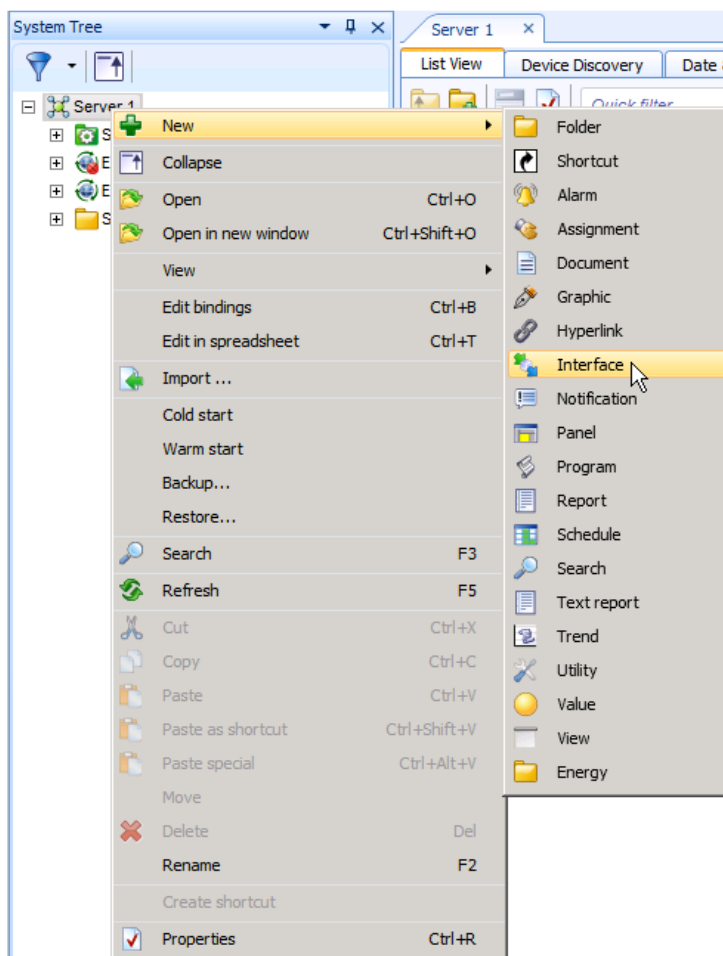 System Tree
Server 1
List View
Device Discovery
Date
Quick filter
Server 1
S
E
E
S
New
Collapse
Open Ctrl+O
Open in new window Ctrl+Shift+O
View
Edit bindings Ctrl+B
Edit in spreadsheet Ctrl+T
Import ...
Cold start
Warm start
Backup...
Restore...
Search F3
Refresh F5
Cut Ctrl+X
Copy Ctrl+C
Paste Ctrl+V
Paste as shortcut Ctrl+Shift+V
Paste special Ctrl+Alt+V
Move
Delete Del
Rename F2
Create shortcut
Properties Ctrl+R
Folder
Shortcut
Alarm
Assignment
Document
Graphic
Hyperlink
Interface
Notification
Panel
Program
Report
Schedule
Search
Text report
Trend
Utility
Value
View
Energy